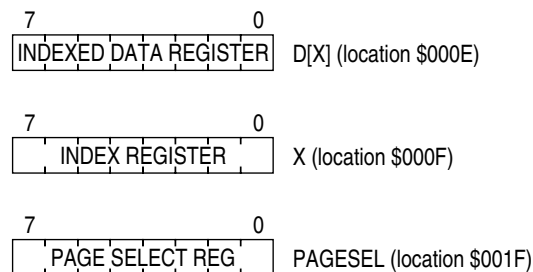 7 0
INDEXED DATA REGISTER D[X] (location $000E)
7 0
INDEX REGISTER X (location $000F)
7 0
PAGE SELECT REG PAGESEL (location $001F)